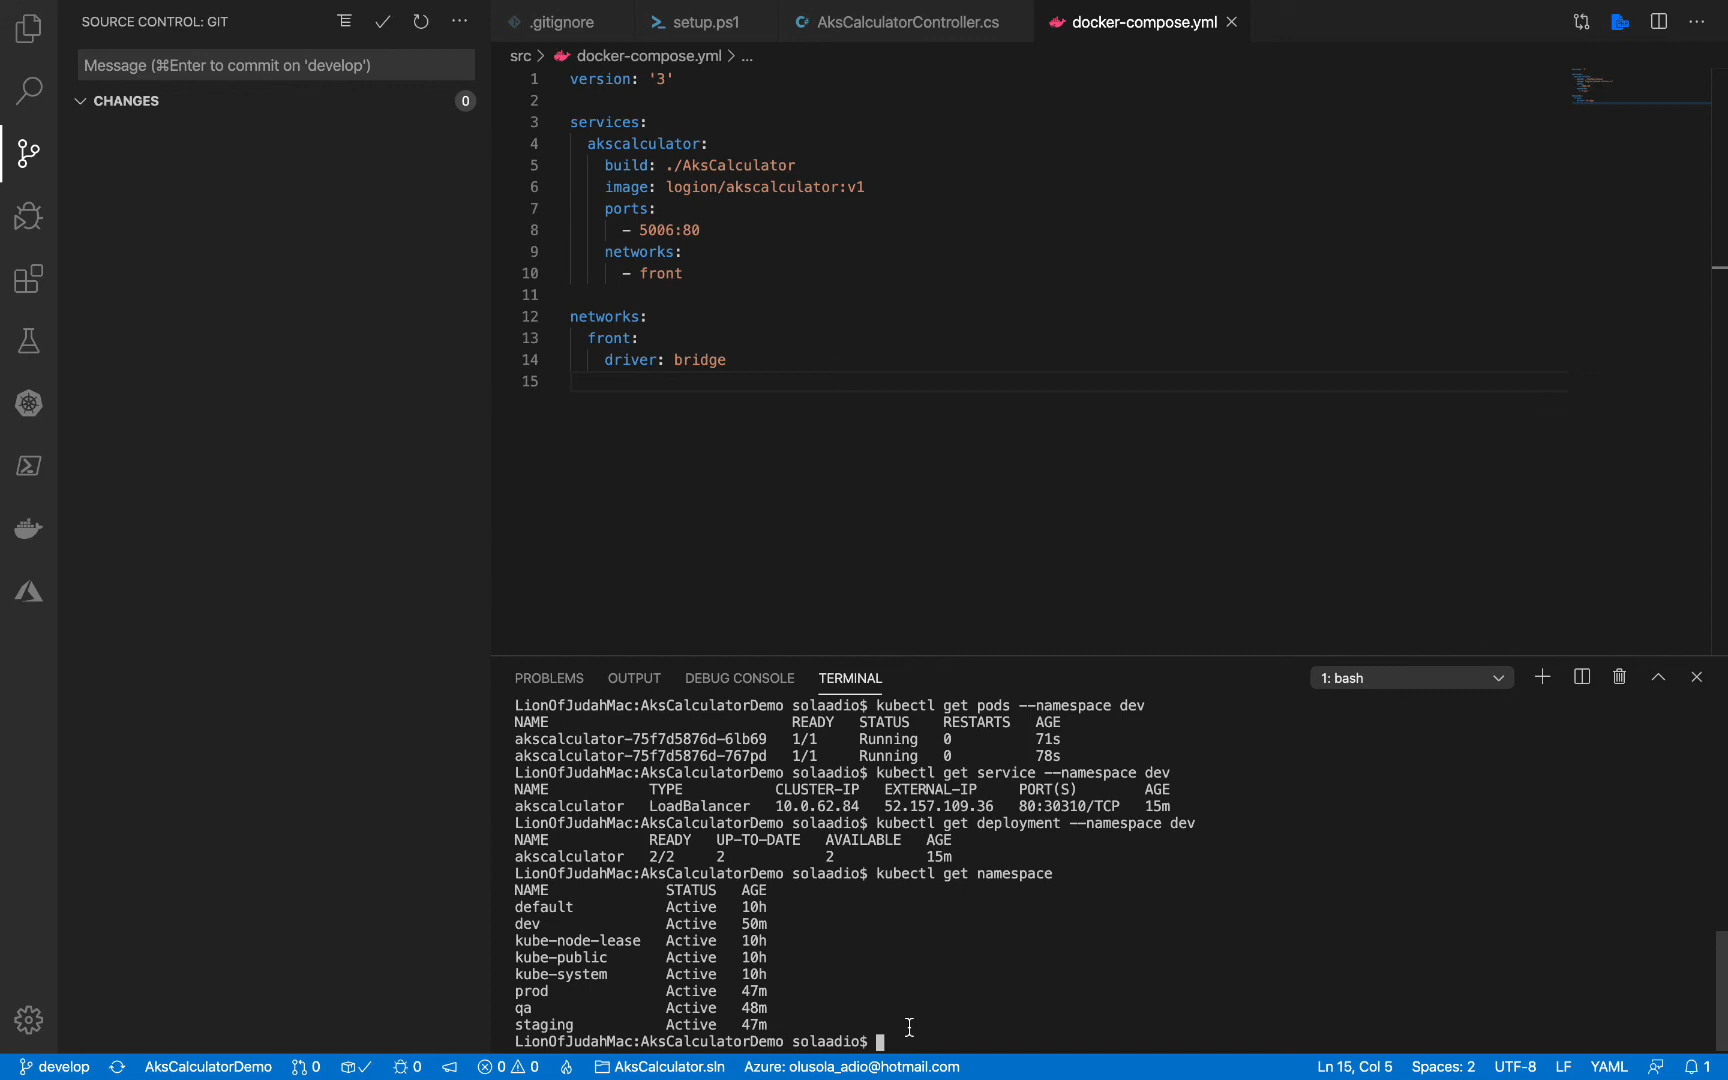 SOURCE CONTROL: GIT
Message (⌘Enter to commit on 'develop')
CHANGES 0
.gitignore setup.ps1 AksCalculatorController.cs docker-compose.yml
src > docker-compose.yml > ...
1 version: '3'
2
3 services:
4 akscalculator:
5 build: ./AksCalculator
6 image: logion/akscalculator:v1
7 ports:
8 - 5006:80
9 networks:
10 - front
11
12 networks:
13 front:
14 driver: bridge
15
PROBLEMS OUTPUT DEBUG CONSOLE TERMINAL 1: bash
LionOfJudahMac:AksCalculatorDemo solaadio$ kubectl get pods --namespace dev
NAME READY STATUS RESTARTS AGE
akscalculator-75f7d5876d-6lb69 1/1 Running 0 71s
akscalculator-75f7d5876d-767pd 1/1 Running 0 78s
LionOfJudahMac:AksCalculatorDemo solaadio$ kubectl get service --namespace dev
NAME TYPE CLUSTER-IP EXTERNAL-IP PORT(S) AGE
akscalculator LoadBalancer 10.0.62.84 52.157.109.36 80:30310/TCP 15m
LionOfJudahMac:AksCalculatorDemo solaadio$ kubectl get deployment --namespace dev
NAME READY UP-TO-DATE AVAILABLE AGE
akscalculator 2/2 2 2 15m
LionOfJudahMac:AksCalculatorDemo solaadio$ kubectl get namespace
NAME STATUS AGE
default Active 10h
dev Active 50m
kube-node-lease Active 10h
kube-public Active 10h
kube-system Active 10h
prod Active 47m
qa Active 48m
staging Active 47m
LionOfJudahMac:AksCalculatorDemo solaadio$
develop AksCalculatorDemo 0 0 0 0 AksCalculator.sln Azure: olusola_adio@hotmail.com Ln 15, Col 5 Spaces: 2 UTF-8 LF YAML 1